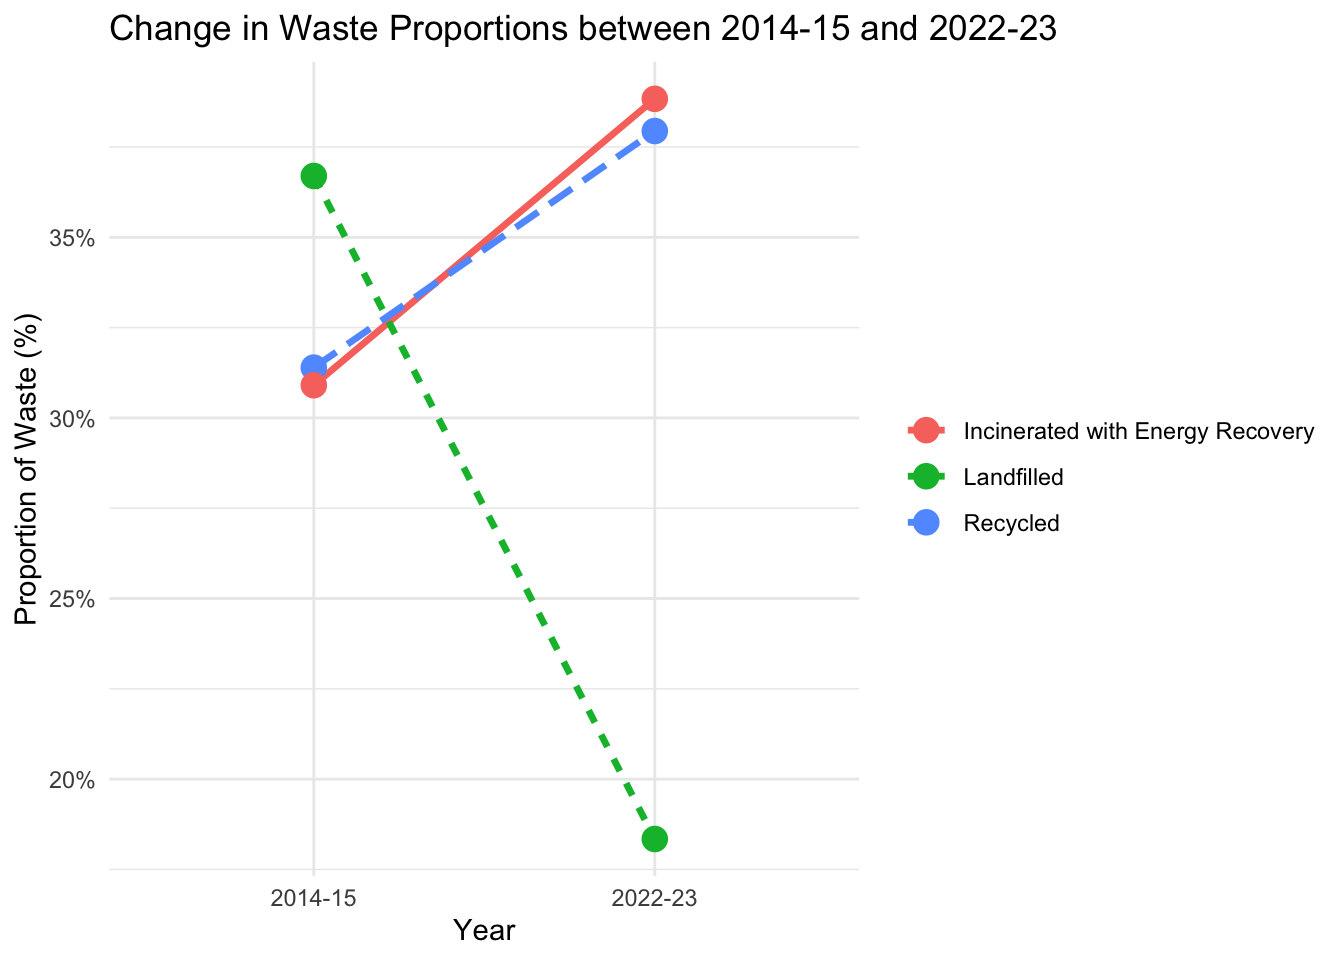 Change in Waste Proportions between 2014-15 and 2022-23
Proportion of Waste (%)
35%
30%
25%
20%
2014-15
2022-23
Year
Incinerated with Energy Recovery
Landfilled
Recycled